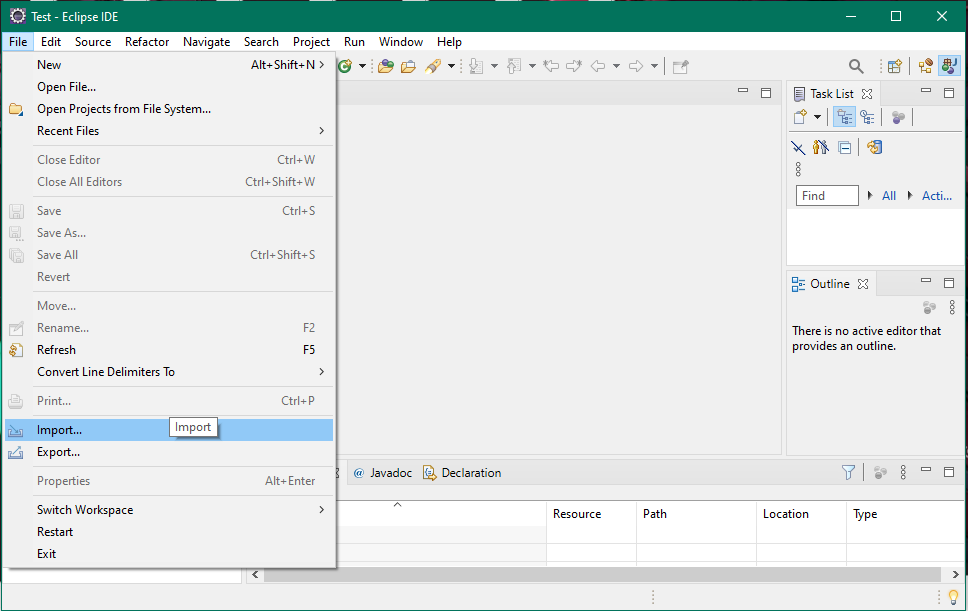 Test - Eclipse IDE
File Edit Source Refactor Navigate Search Project Run Window Help
New Alt+Shift+N
Open File...
Open Projects from File System...
Recent Files
Close Editor Ctrl+W
Close All Editors Ctrl+Shift+W
Save Ctrl+S
Save As...
Save All Ctrl+Shift+S
Revert
Move...
Rename... F2
Refresh F5
Convert Line Delimiters To
Print... Ctrl+P
Import...
Import
Export...
Properties Alt+Enter
Switch Workspace
Restart
Exit
Task List
Find All Acti...
Outline
There is no active editor that
provides an outline.
@ Javadoc Declaration
Resource Path Location Type